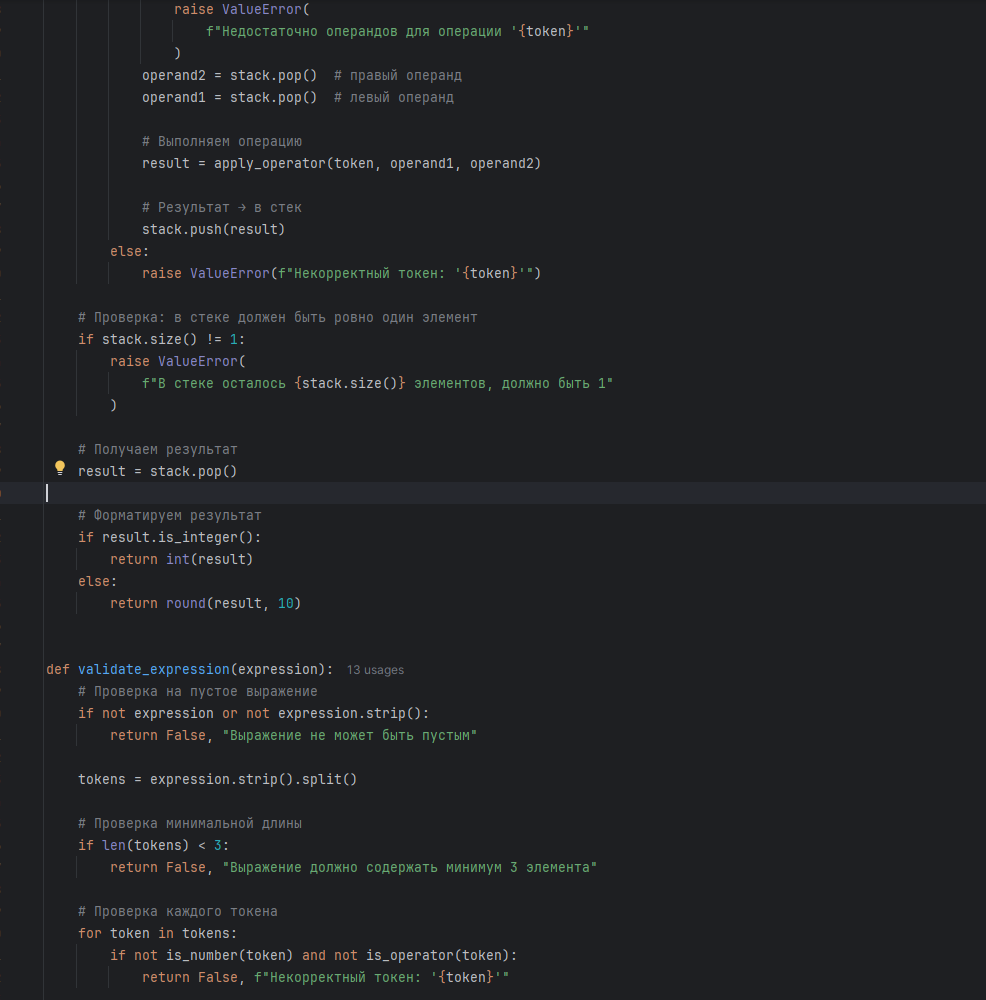 raise ValueError(
f"Недостаточно операндов для операции '{token}'"
)
operand2 = stack.pop()  # правый операнд
operand1 = stack.pop()  # левый операнд
# Выполняем операцию
result = apply_operator(token, operand1, operand2)
# Результат → в стек
stack.push(result)
else:
raise ValueError(f"Некорректный токен: '{token}'")
# Проверка: в стеке должен быть ровно один элемент
if stack.size() != 1:
raise ValueError(
f"В стеке осталось {stack.size()} элементов, должно быть 1"
)
# Получаем результат
result = stack.pop()
# Форматируем результат
if result.is_integer():
return int(result)
else:
return round(result, 10)
def validate_expression(expression): 13 usages
# Проверка на пустое выражение
if not expression or not expression.strip():
return False, "Выражение не может быть пустым"
tokens = expression.strip().split()
# Проверка минимальной длины
if len(tokens) < 3:
return False, "Выражение должно содержать минимум 3 элемента"
# Проверка каждого токена
for token in tokens:
if not is_number(token) and not is_operator(token):
return False, f"Некорректный токен: '{token}'"